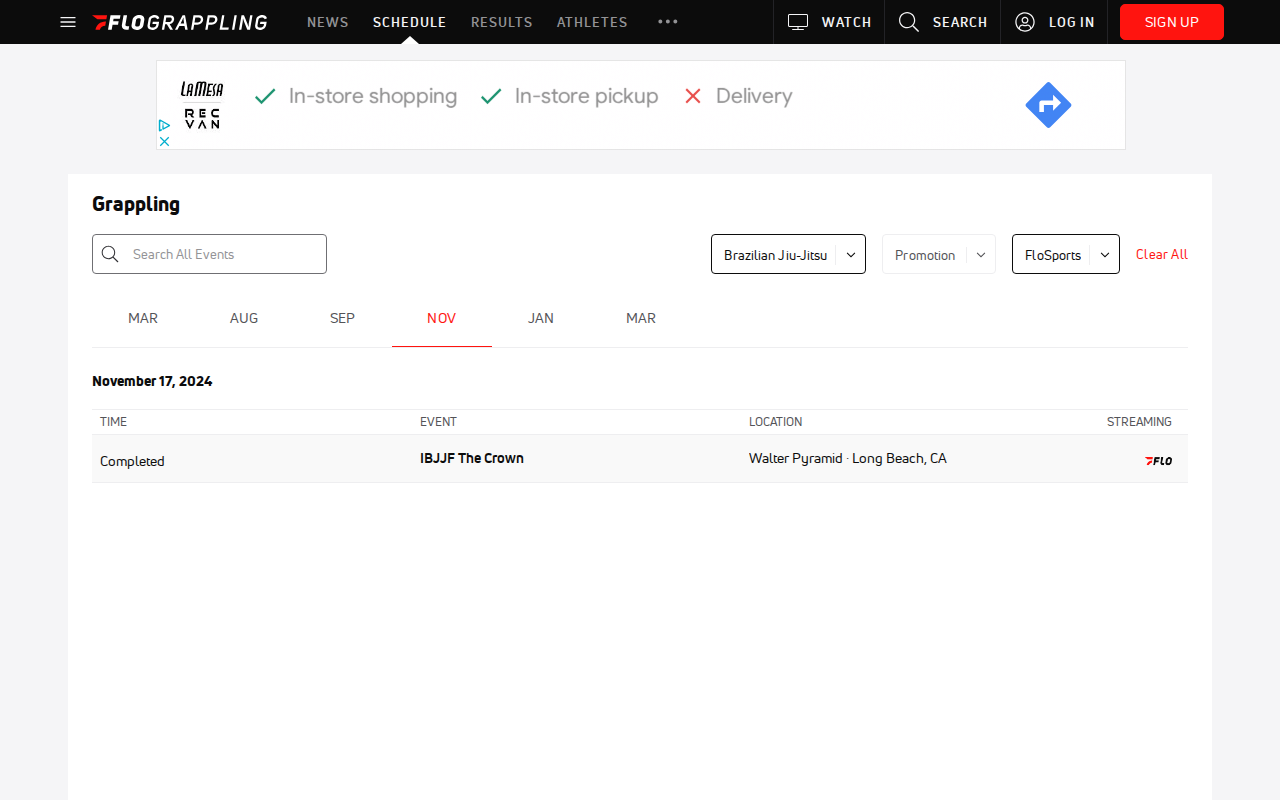 FLOGRAPPLING NEWS SCHEDULE RESULTS ATHLETES WATCH SEARCH LOG IN SIGN UP
LA MESA
REC
VAN
In-store shopping In-store pickup Delivery
Grappling
Search All Events Brazilian Jiu-Jitsu Promotion FloSports Clear All
MAR AUG SEP NOV JAN MAR
November 17, 2024
TIME EVENT LOCATION STREAMING
Completed IBJJF The Crown Walter Pyramid · Long Beach, CA FLO